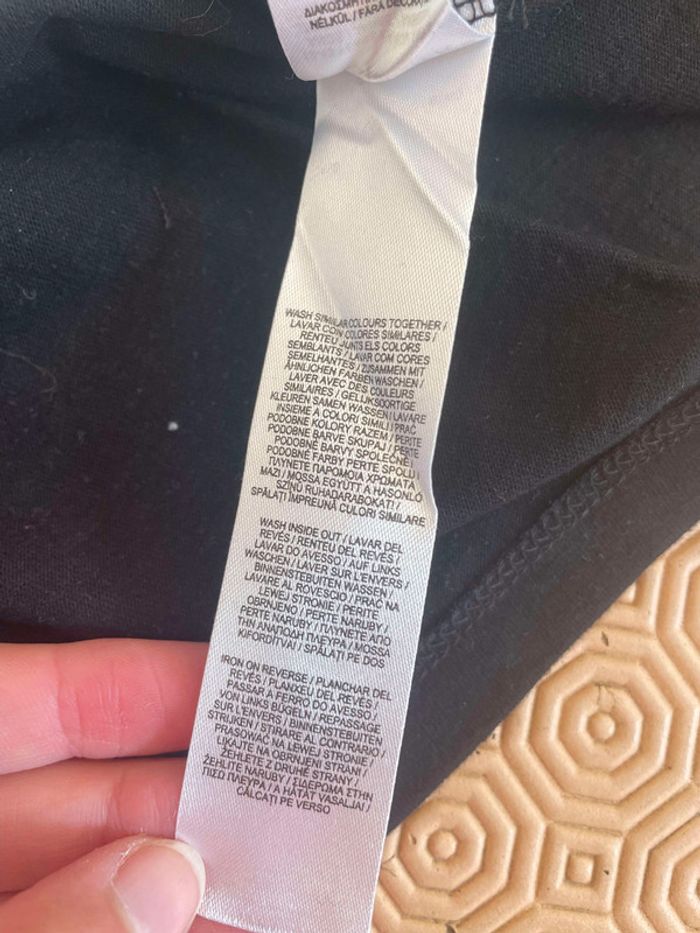 ΔΙΑΚΟΣΜΗΤ
NÉLKÜL / FĂRĂ DECOR
WASH SIMILAR COLOURS TOGETHER /
LAVAR CON COLORES SIMILARES /
RENTEU JUNTS ELS COLORS
SEMBLANTS / LAVAR COM CORES
SEMELHANTES / ZUSAMMEN MIT
ÄHNLICHEN FARBEN WASCHEN /
LAVER AVEC DES COULEURS
SIMILAIRES / GELIJKSOORTIGE
KLEUREN SAMEN WASSEN / LAVARE
INSIEME A COLORI SIMILI / PRAĆ
PODOBNE KOLORY RAZEM / PERITE
PODOBNE BARVE SKUPAJ / PERTE
PODOBNÉ BARVY SPOLEČNĚ /
PODOBNÉ FARBY PERTE SPOLU /
ΠΛΥΝΕΤΕ ΠΑΡΟΜΟΙΑ ΧΡΩΜΑΤΑ
ΜΑΖΙ / MOSSA EGYÜTT A HASONLÓ
SZÍNŰ RUHADARABOKAT! /
SPĂLAȚI ÎMPREUNĂ CULORI SIMILARE
WASH INSIDE OUT / LAVAR DEL
REVÉS / RENTEU DEL REVÉS /
LAVAR DO AVESSO / AUF LINKS
WASCHEN / LAVER SUR L'ENVERS /
BINNENSTEBUITEN WASSEN /
LAVARE AL ROVESCIO / PRAĆ NA
LEWEJ STRONIE / PERITE
OBRNJENO / PERTE NARUBY /
PERTE NARUBY / ΠΛΥΝΕΤΕ ΑΠΟ
ΤΗΝ ΑΝΑΠΟΔΗ ΠΛΕΥΡΑ / MOSSA
KIFORDÍTVA! / SPĂLAȚI PE DOS
IRON ON REVERSE / PLANCHAR DEL
REVÉS / PLANXEU DEL REVÉS /
PASSAR A FERRO DO AVESSO /
VON LINKS BÜGELN / REPASSAGE
SUR L'ENVERS / BINNENSTEBUITEN
STRIJKEN / STIRARE AL CONTRARIO /
PRASOWAĆ NA LEWEJ STRONIE /
LIKAJTE NA OBRNJENI STRANI /
ŽEHLETE Z DRUHÉ STRANY /
ŽEHLITE NARUBY / ΣΙΔΕΡΩΜΑ ΣΤΗΝ
ΠΙΣΩ ΠΛΕΥΡΑ / A HÁTÁT VASALJA! /
CĂLCAȚI PE VERSO